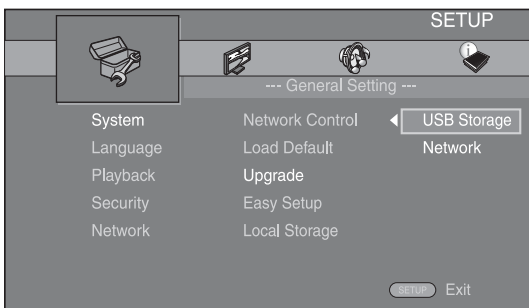 SETUP
--- General Setting ---
System Network Control USB Storage
Language Load Default Network
Playback Upgrade
Security Easy Setup
Network Local Storage
SETUP Exit